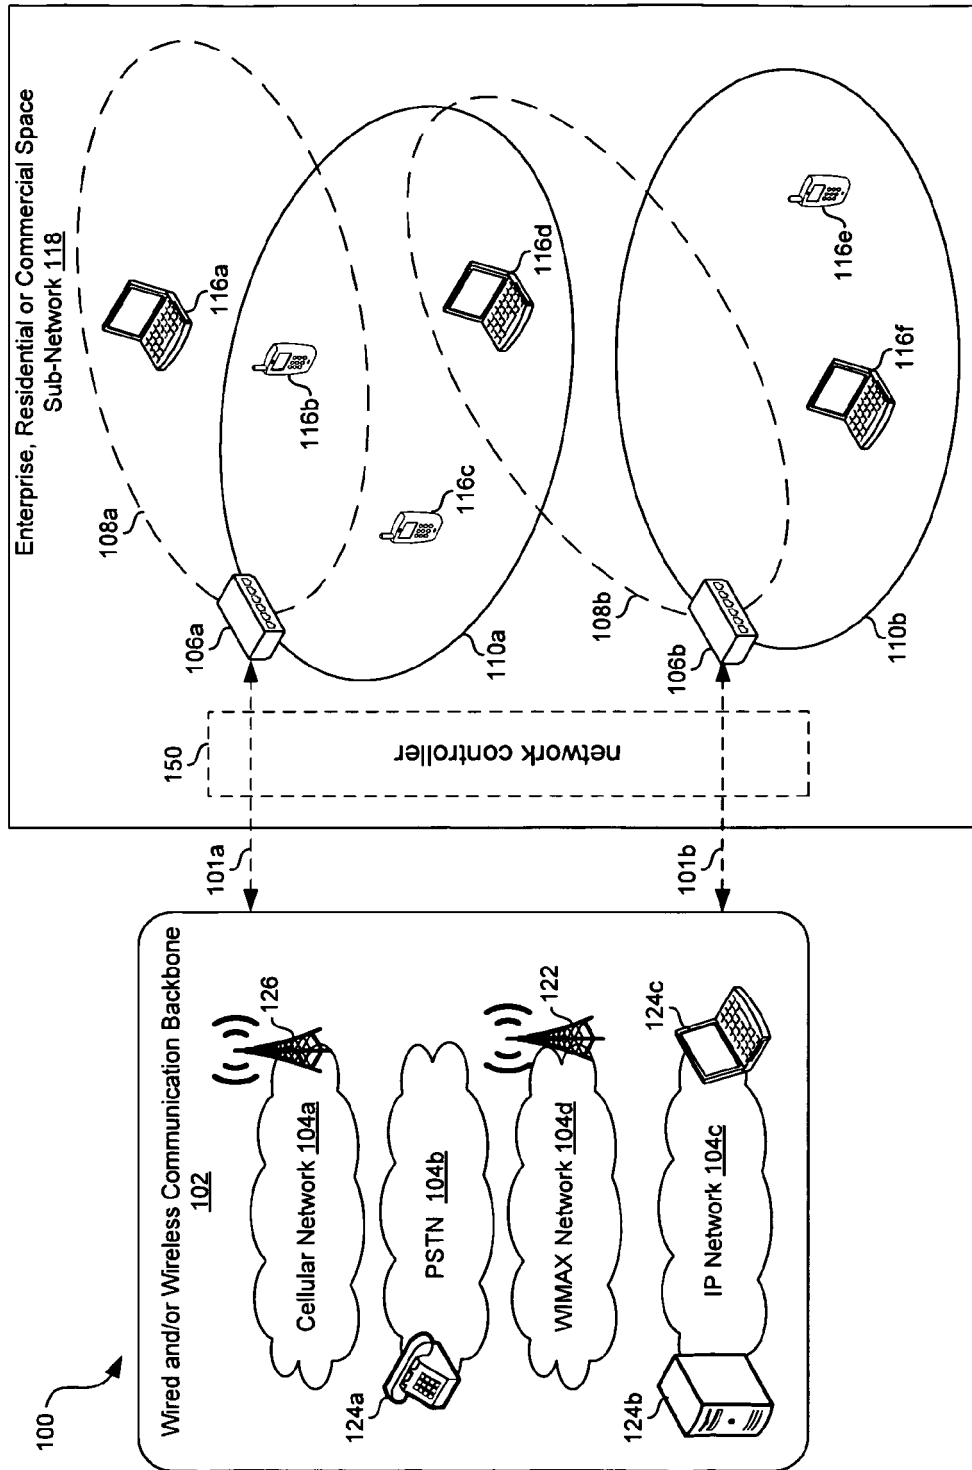 100
Wired and/or Wireless Communication Backbone
102
Cellular Network 104a
126
124a
PSTN 104b
WIMAX Network 104d
122
124b
IP Network 104c
124c
101a
101b
Enterprise, Residential or Commercial Space
Sub-Network 118
150
network controller
106a
108a
110a
116a
116b
116c
116d
106b
108b
110b
116e
116f